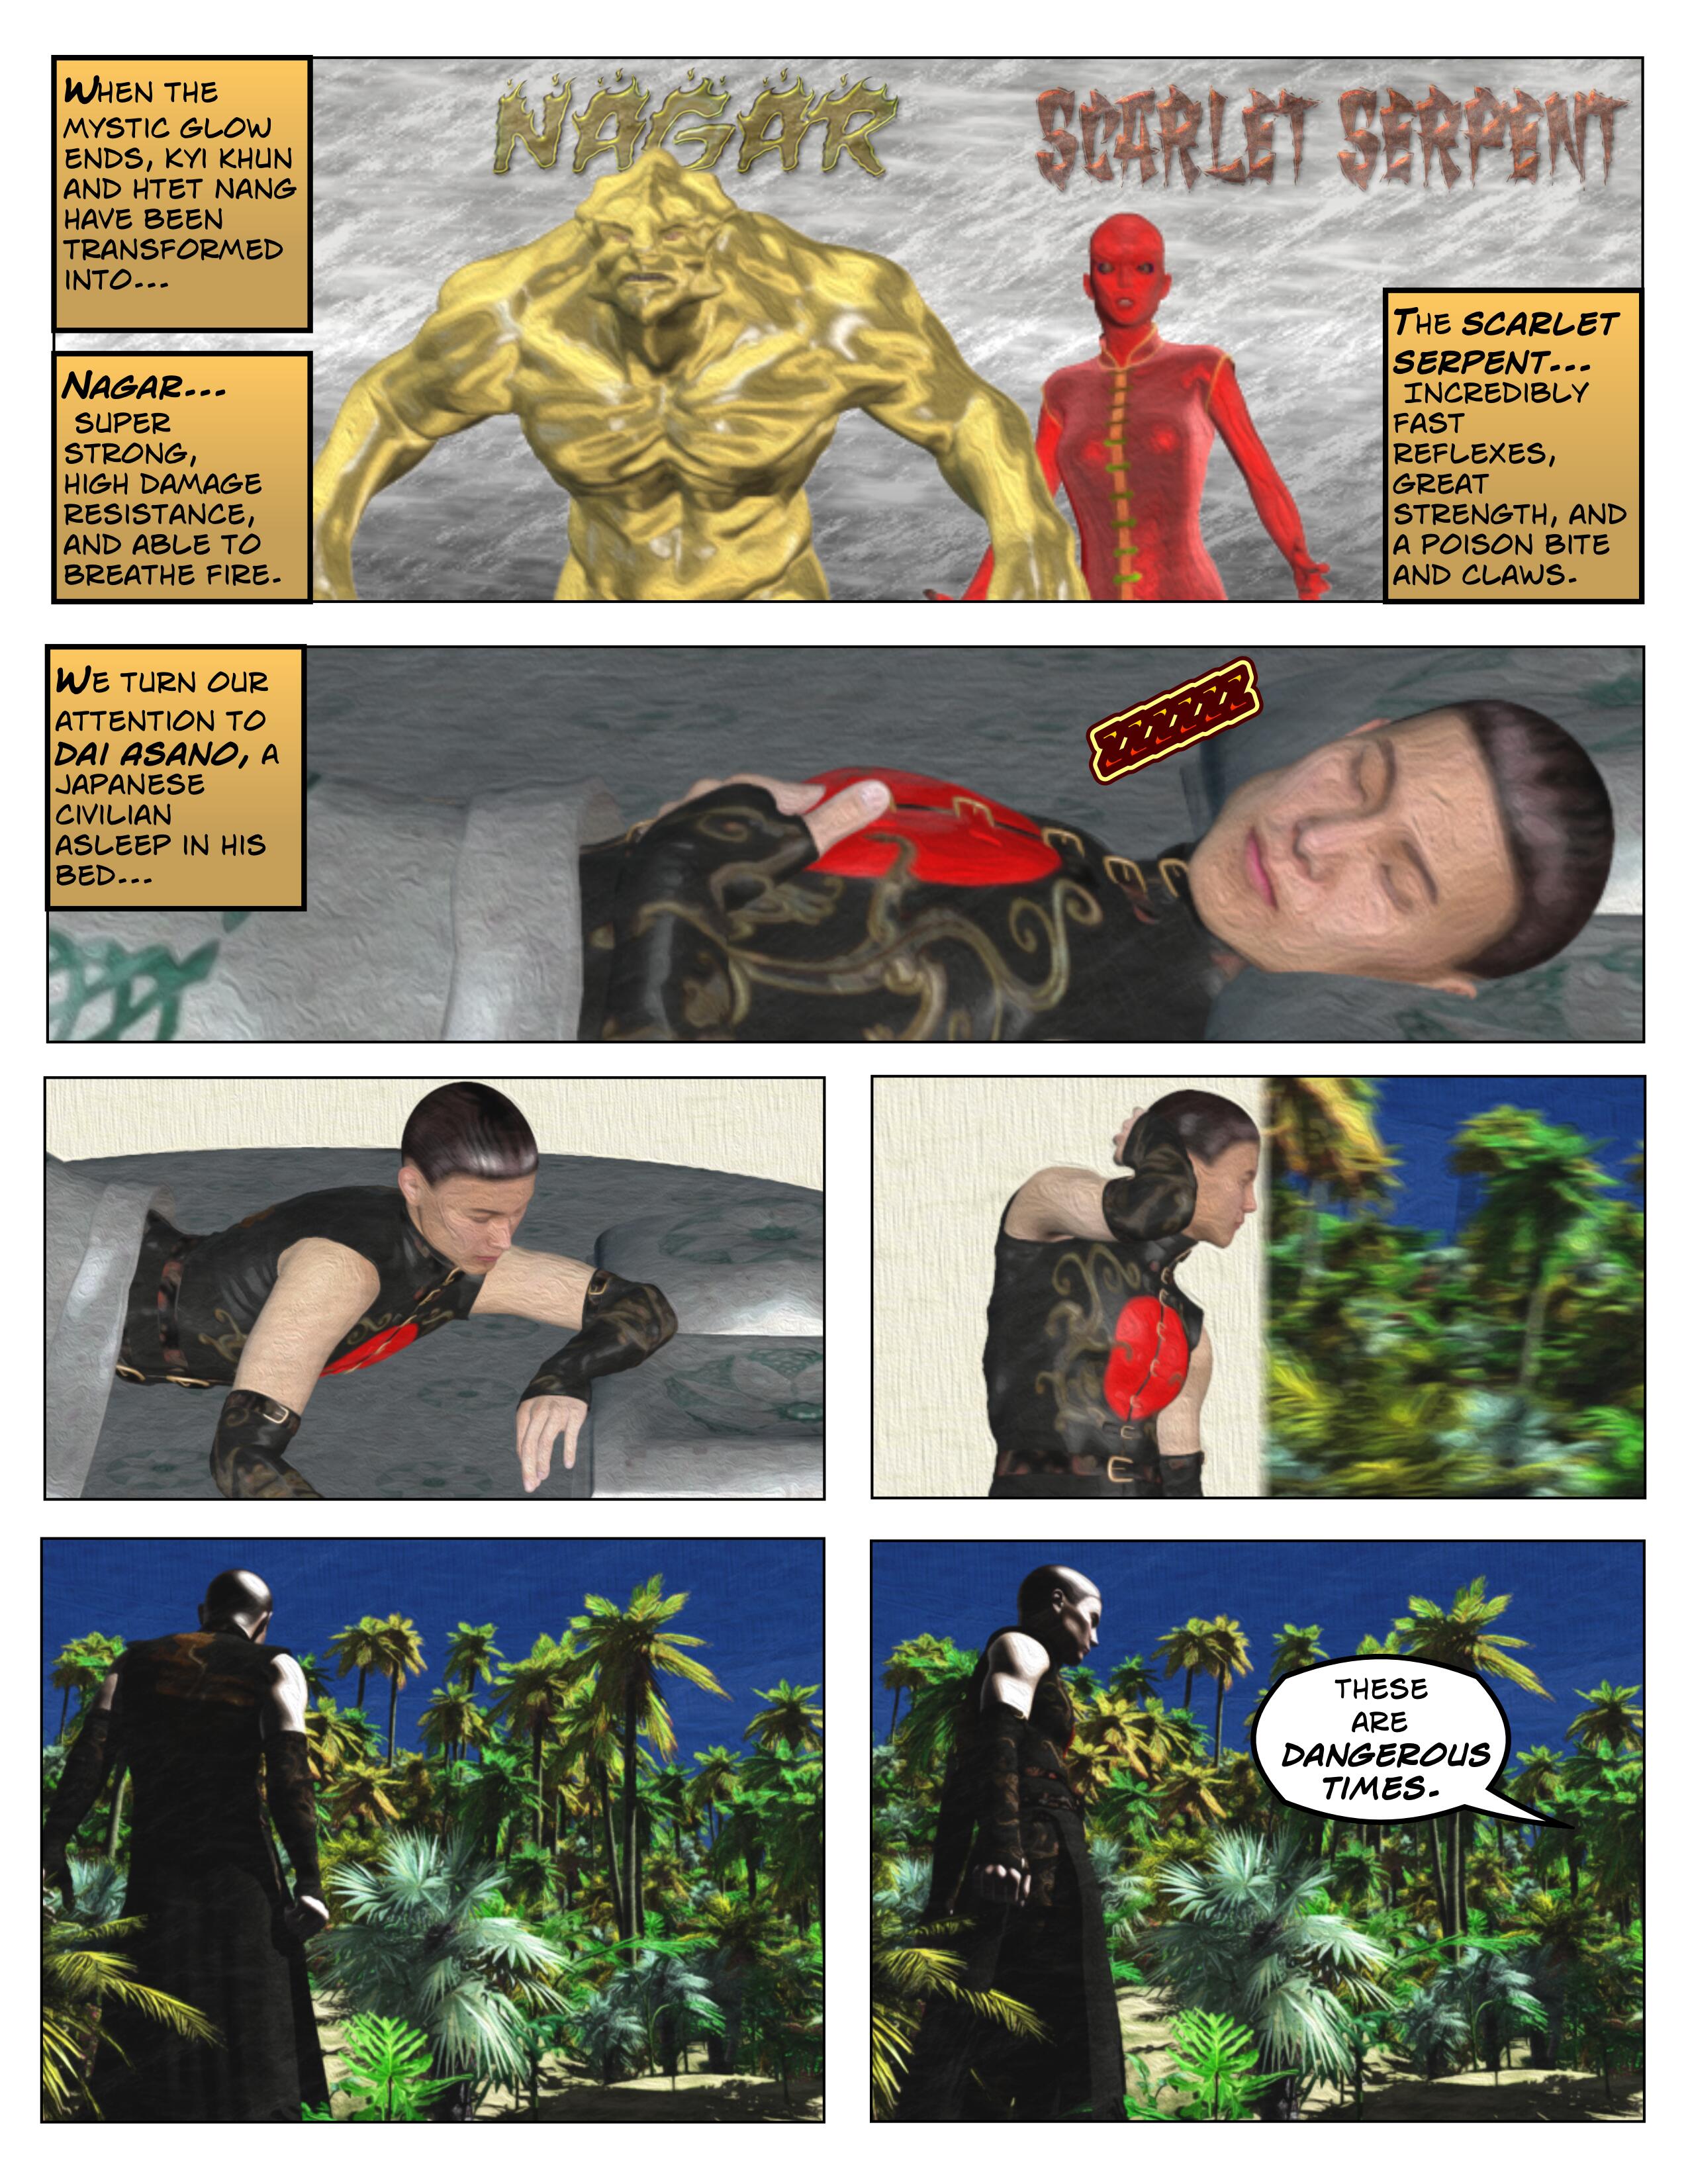 WHEN THE
MYSTIC GLOW
ENDS, KYI KHUN
AND HTET NANG
HAVE BEEN
TRANSFORMED
INTO...
NAGAR
SCARLET SERPENT
NAGAR...
SUPER
STRONG,
HIGH DAMAGE
RESISTANCE,
AND ABLE TO
BREATHE FIRE.
THE SCARLET
SERPENT...
INCREDIBLY
FAST
REFLEXES,
GREAT
STRENGTH, AND
A POISON BITE
AND CLAWS.
WE TURN OUR
ATTENTION TO
DAI ASANO, A
JAPANESE
CIVILIAN
ASLEEP IN HIS
BED...
ZZZZZZZ
THESE
ARE
DANGEROUS
TIMES.